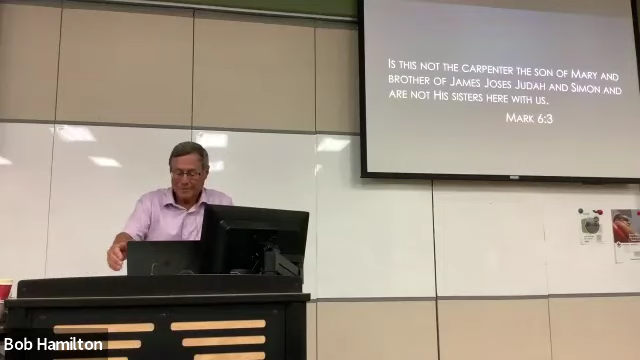 IS THIS NOT THE CARPENTER THE SON OF MARY AND
BROTHER OF JAMES JOSES JUDAH AND SIMON AND
ARE NOT HIS SISTERS HERE WITH US.
MARK 6:3
Bob Hamilton